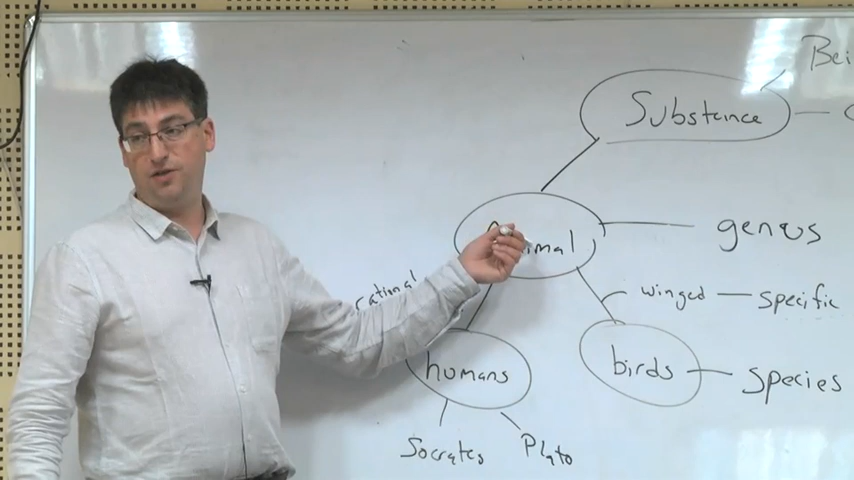 Substance
genus
rational
winged — specific
humans
birds — species
Socrates
Plato